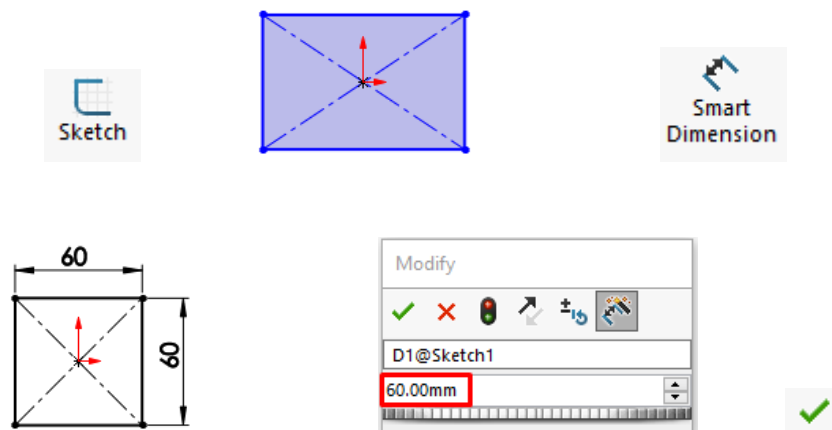 Sketch
Smart
Dimension
60
60
Modify
D1@Sketch1
60.00mm